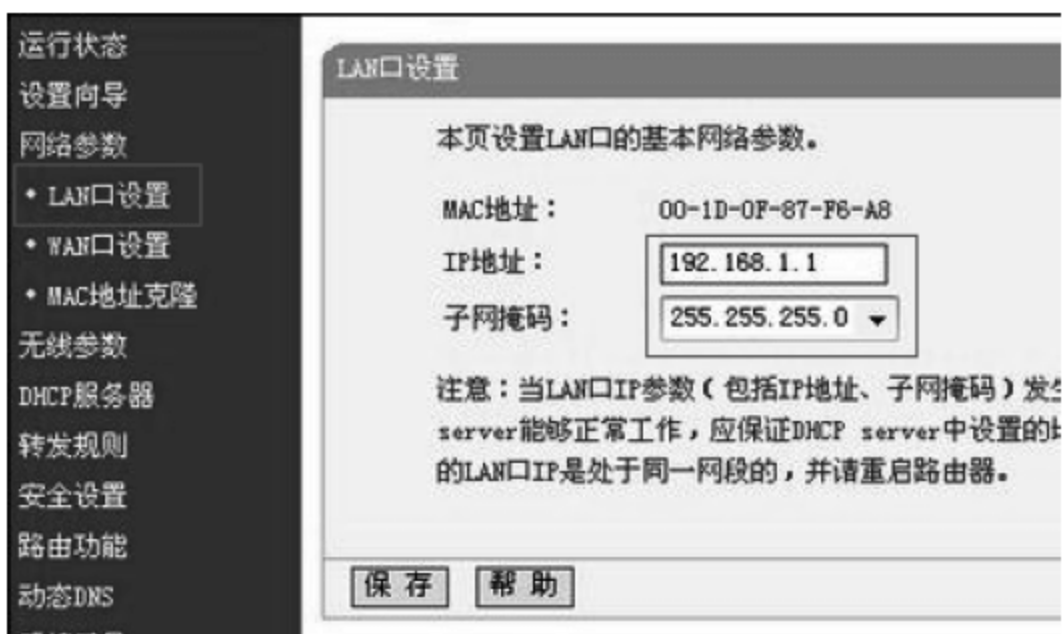 运行状态
设置向导
网络参数
• LAN口设置
• WAN口设置
• MAC地址克隆
无线参数
DHCP服务器
转发规则
安全设置
路由功能
动态DNS
LAN口设置
本页设置LAN口的基本网络参数。
MAC地址： 00-1D-0F-87-F6-A8
IP地址： 192.168.1.1
子网掩码： 255.255.255.0
注意：当LAN口IP参数（包括IP地址、子网掩码）发
server能够正常工作，应保证DHCP server中设置的
的LAN口IP是处于同一网段的，并请重启路由器。
保 存 帮 助